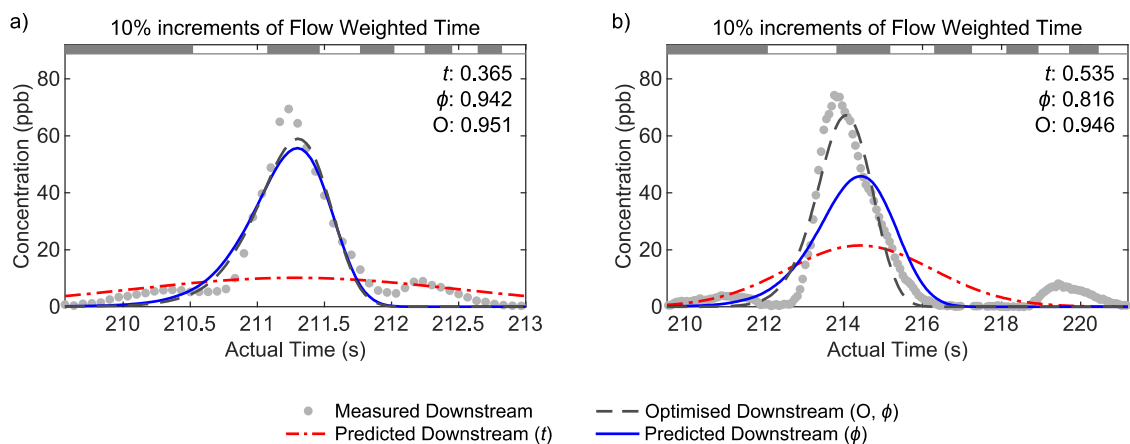 a)
10% increments of Flow Weighted Time
t: 0.365
ϕ: 0.942
O: 0.951
80
60
40
20
0
Concentration (ppb)
210 210.5 211 211.5 212 212.5 213
Actual Time (s)
b)
10% increments of Flow Weighted Time
t: 0.535
ϕ: 0.816
O: 0.946
80
60
40
20
0
Concentration (ppb)
210 212 214 216 218 220
Actual Time (s)
Measured Downstream
Optimised Downstream (O, ϕ)
Predicted Downstream (t)
Predicted Downstream (ϕ)